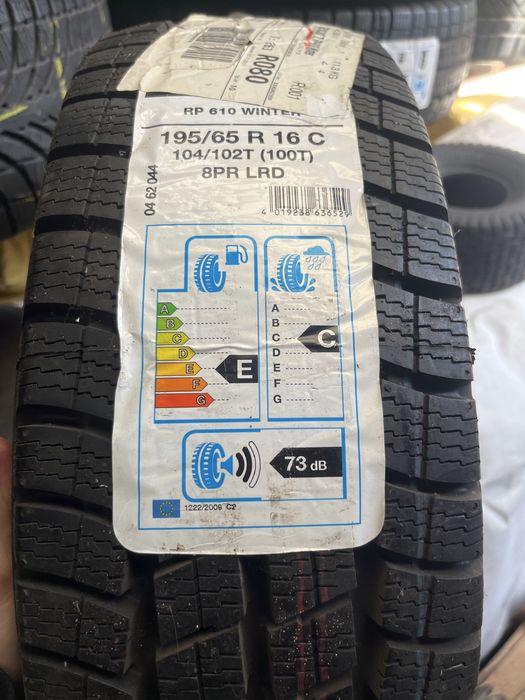 R080
R001
RP 610 WINTER
195/65 R 16 C
104/102T (100T)
8PR LRD
04 62 044
4 019238 636529
A
B
C
D
E
F
G
E
A
B
C
D
E
F
G
C
73 dB
1222/2009 C2